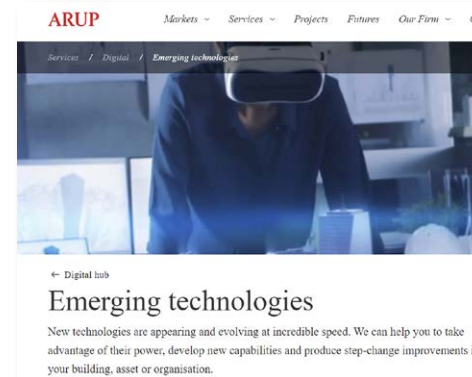 ARUP Markets Services Projects Futures Our Firm
Services / Digital / Emerging technologies
← Digital hub
Emerging technologies
New technologies are appearing and evolving at incredible speed. We can help you to take
advantage of their power, develop new capabilities and produce step-change improvements
your building, asset or organisation.